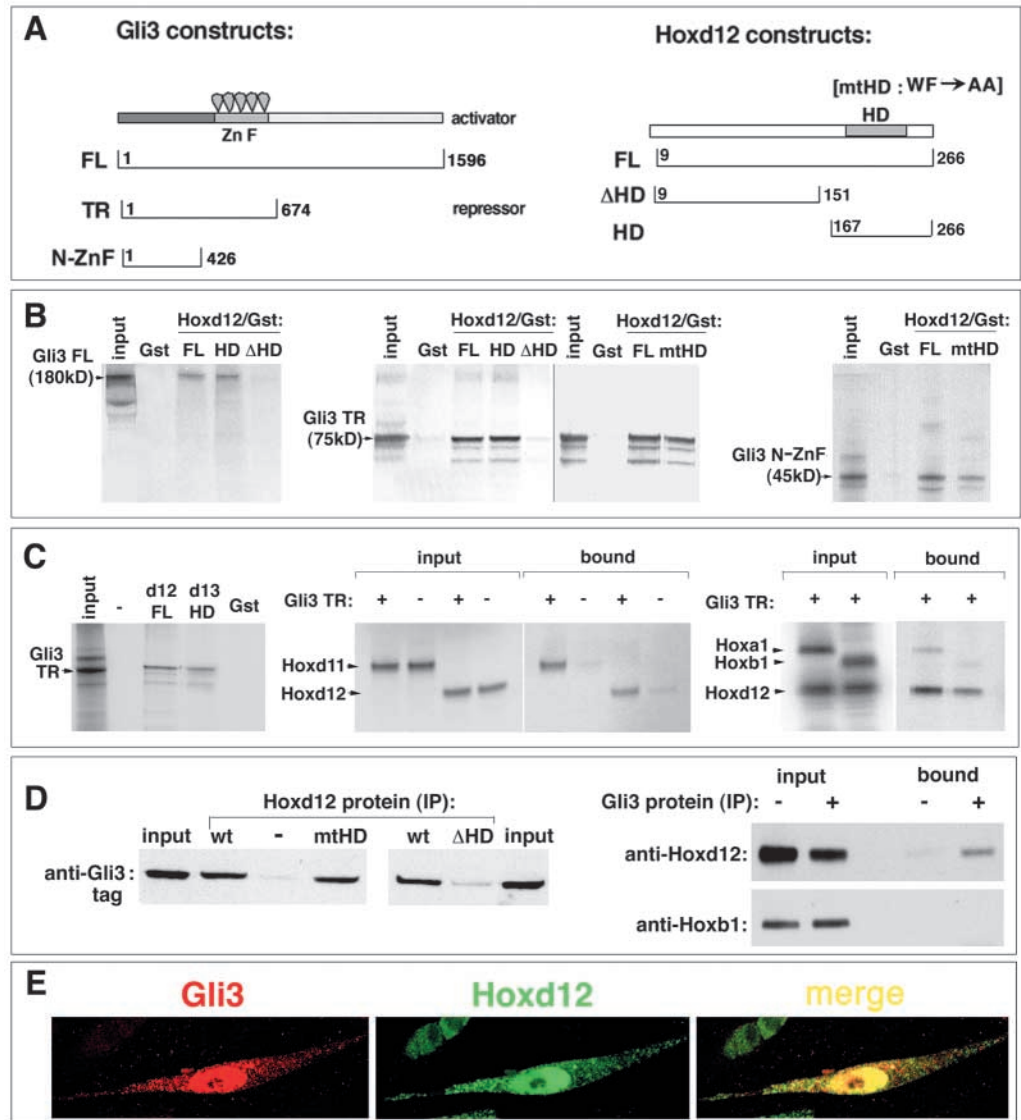 A
Gli3 constructs:
Hoxd12 constructs:
[mtHD : WF→AA]
HD
activator
Zn F
FL 1 1596
FL 9 266
TR 1 674 repressor
ΔHD 9 151
HD 167 266
N-ZnF 1 426
B
input
Hoxd12/Gst:
Gst FL HD ΔHD
Gli3 FL
(180kD)
input
Hoxd12/Gst:
Gst FL HD ΔHD
input
Hoxd12/Gst:
Gst FL mtHD
Gli3 TR
(75kD)
input
Hoxd12/Gst:
Gst FL mtHD
Gli3 N-ZnF
(45kD)
C
input
-
d12 FL
d13 HD
Gst
Gli3
TR
input bound
Gli3 TR: + - + - + - + -
Hoxd11
Hoxd12
input bound
Gli3 TR: + + + +
Hoxa1
Hoxb1
Hoxd12
D
Hoxd12 protein (IP):
input wt - mtHD wt ΔHD input
anti-Gli3 :
tag
input bound
Gli3 protein (IP): - + - +
anti-Hoxd12:
anti-Hoxb1:
E
Gli3
Hoxd12
merge